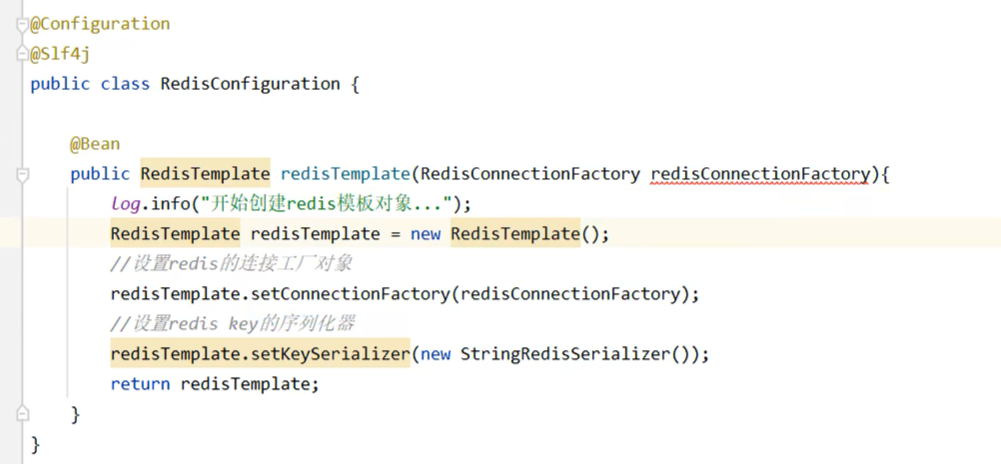 @Configuration
@Slf4j
public class RedisConfiguration {
@Bean
public RedisTemplate redisTemplate(RedisConnectionFactory redisConnectionFactory){
log.info("开始创建redis模板对象...");
RedisTemplate redisTemplate = new RedisTemplate();
//设置redis的连接工厂对象
redisTemplate.setConnectionFactory(redisConnectionFactory);
//设置redis key的序列化器
redisTemplate.setKeySerializer(new StringRedisSerializer());
return redisTemplate;
}
}